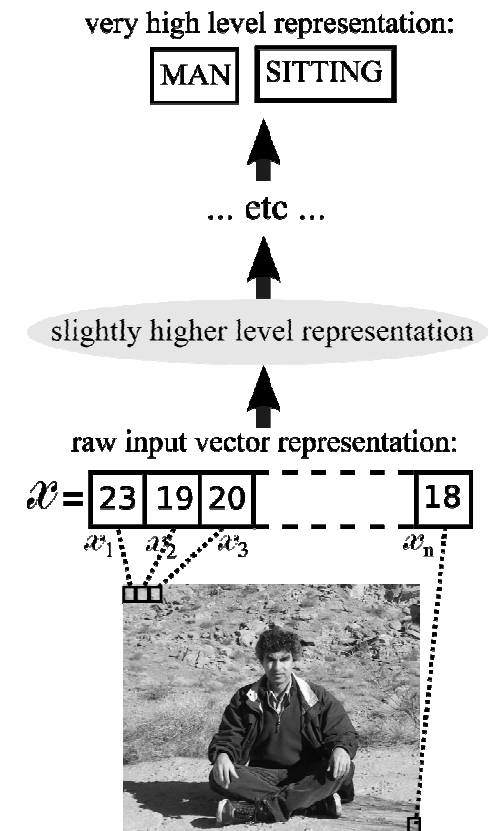 very high level representation:
MAN SITTING
... etc ...
slightly higher level representation
raw input vector representation:
x = 23 19 20 18
x1 x2 x3 xn